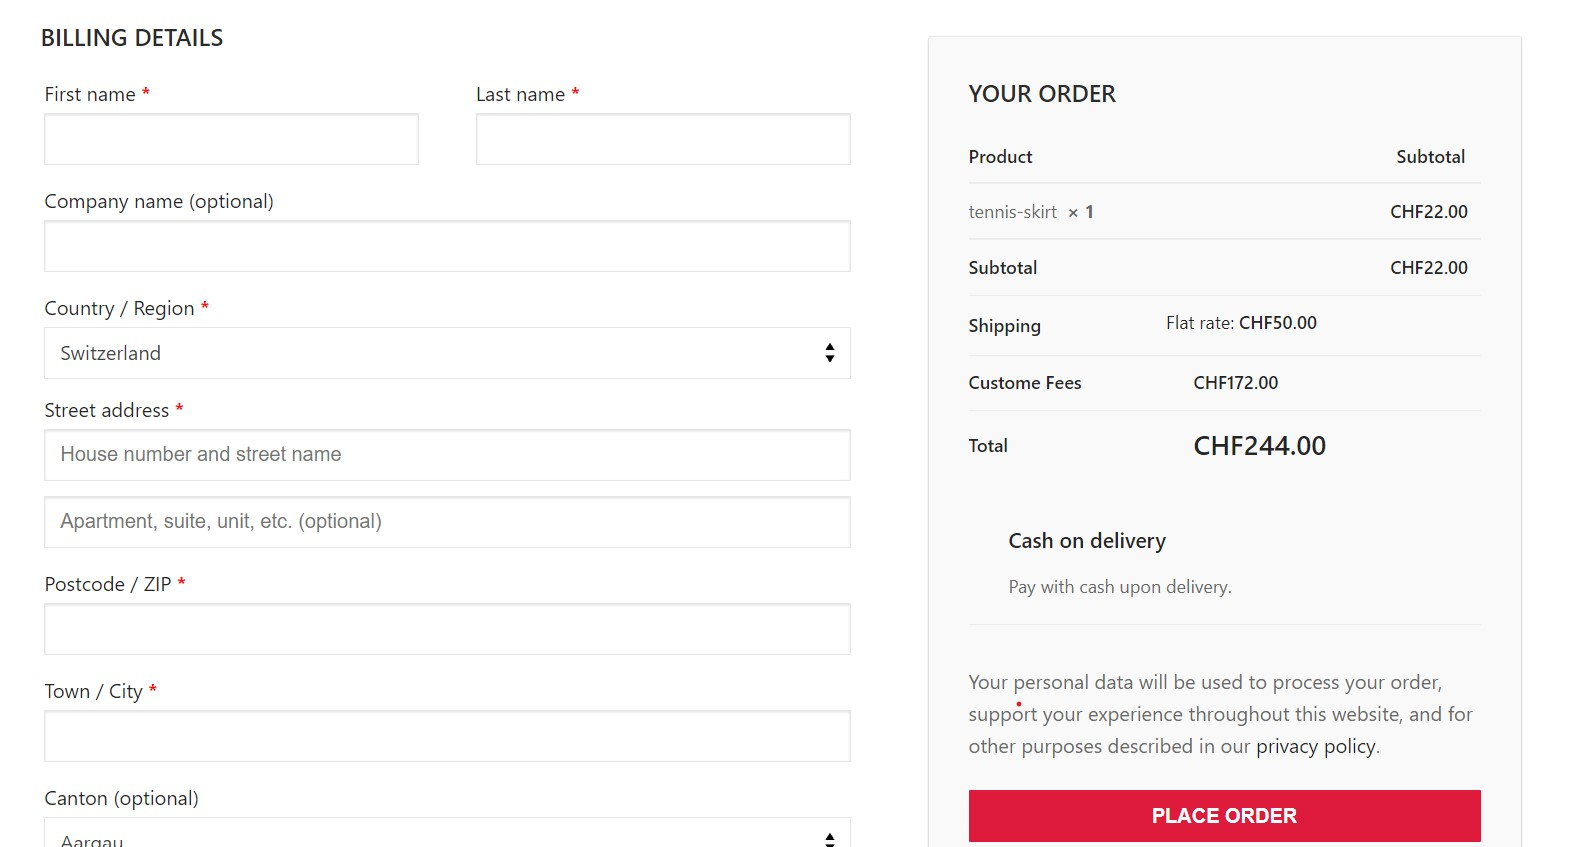 BILLING DETAILS
First name *
Last name *
Company name (optional)
Country / Region *
Switzerland
Street address *
House number and street name
Apartment, suite, unit, etc. (optional)
Postcode / ZIP *
Town / City *
Canton (optional)
Aargau
YOUR ORDER
Product Subtotal
tennis-skirt × 1 CHF22.00
Subtotal CHF22.00
Shipping Flat rate: CHF50.00
Custome Fees CHF172.00
Total CHF244.00
Cash on delivery
Pay with cash upon delivery.
Your personal data will be used to process your order,
support your experience throughout this website, and for
other purposes described in our privacy policy.
PLACE ORDER